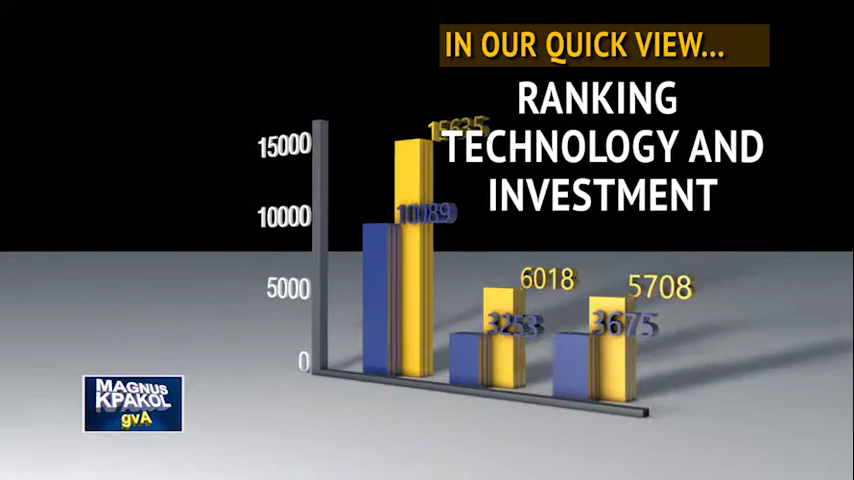 IN OUR QUICK VIEW...
RANKING
TECHNOLOGY AND
INVESTMENT
15635
15000
10089
10000
6018
5708
5000
3253
3675
0
MAGNUS
KPAKOL
gvA